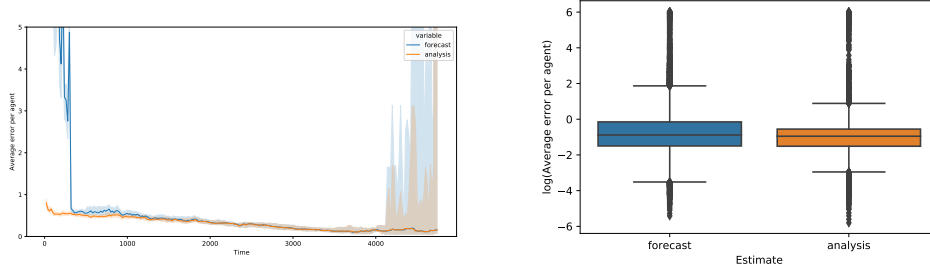 5
4
3
2
1
0
0
1000
2000
3000
4000
Time
Average error per agent
variable
forecast
analysis
6
4
2
0
−2
−4
−6
log(Average error per agent)
forecast
analysis
Estimate